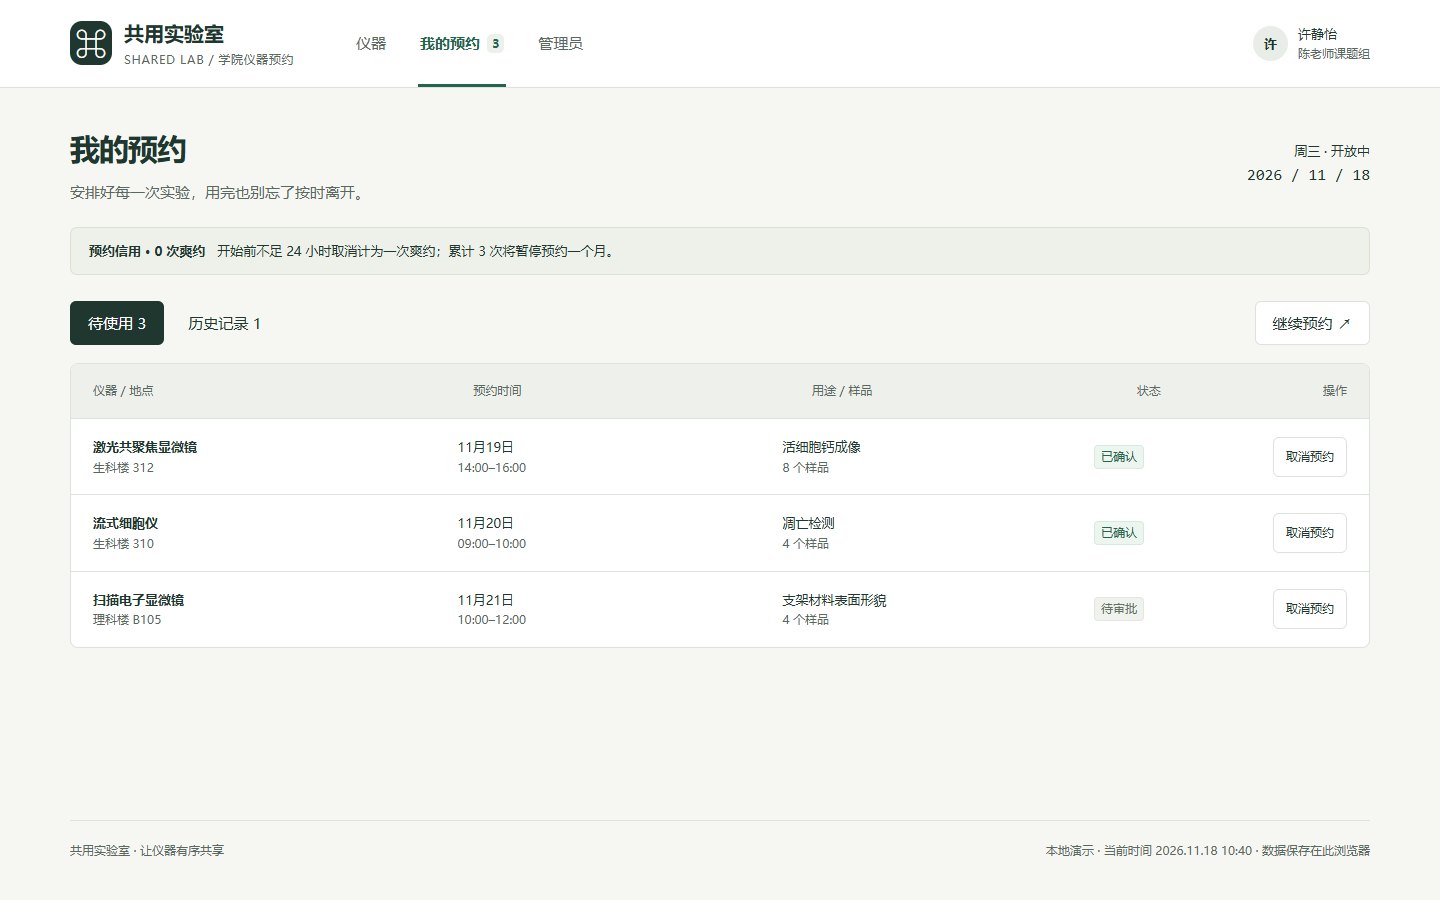 共用实验室
SHARED LAB / 学院仪器预约
仪器
我的预约 3
管理员
许
许静怡
陈老师课题组
我的预约
安排好每一次实验，用完也别忘了按时离开。
周三 · 开放中
2026 / 11 / 18
预约信用 • 0 次爽约 开始前不足 24 小时取消计为一次爽约；累计 3 次将暂停预约一个月。
待使用 3
历史记录 1
继续预约 ↗
仪器 / 地点 预约时间 用途 / 样品 状态 操作
激光共聚焦显微镜 11月19日 活细胞钙成像 已确认 取消预约
生科楼 312 14:00–16:00 8 个样品
流式细胞仪 11月20日 凋亡检测 已确认 取消预约
生科楼 310 09:00–10:00 4 个样品
扫描电子显微镜 11月21日 支架材料表面形貌 待审批 取消预约
理科楼 B105 10:00–12:00 4 个样品
共用实验室 · 让仪器有序共享
本地演示 · 当前时间 2026.11.18 10:40 · 数据保存在此浏览器